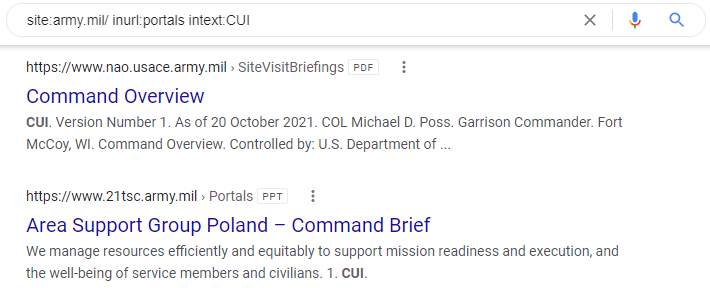 site:army.mil/ inurl:portals intext:CUI
https://www.nao.usace.army.mil › SiteVisitBriefings PDF
Command Overview
CUI. Version Number 1. As of 20 October 2021. COL Michael D. Poss. Garrison Commander. Fort
McCoy, WI. Command Overview. Controlled by: U.S. Department of ...
https://www.21tsc.army.mil › Portals PPT
Area Support Group Poland – Command Brief
We manage resources efficiently and equitably to support mission readiness and execution, and
the well-being of service members and civilians. 1. CUI.